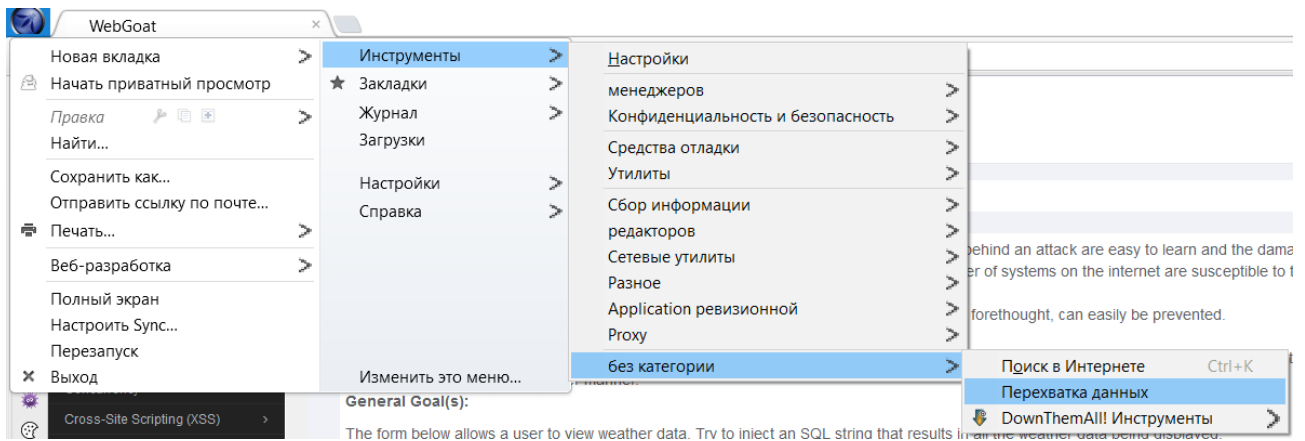 WebGoat
Новая вкладка
Начать приватный просмотр
Правка
Найти...
Сохранить как...
Отправить ссылку по почте...
Печать...
Веб-разработка
Полный экран
Настроить Sync...
Перезапуск
Выход
Инструменты
Закладки
Журнал
Загрузки
Настройки
Справка
Изменить это меню...
Настройки
менеджеров
Конфиденциальность и безопасность
Средства отладки
Утилиты
Сбор информации
редакторов
Сетевые утилиты
Разное
Application ревизионной
Proxy
без категории
Поиск в Интернете Ctrl+K
Перехватка данных
DownThemAll! Инструменты
behind an attack are easy to learn and the dama
er of systems on the internet are susceptible to t
forethought, can easily be prevented.
manner.
General Goal(s):
Cross-Site Scripting (XSS)
The form below allows a user to view weather data. Try to inject an SQL string that results in all the weather data being displayed.